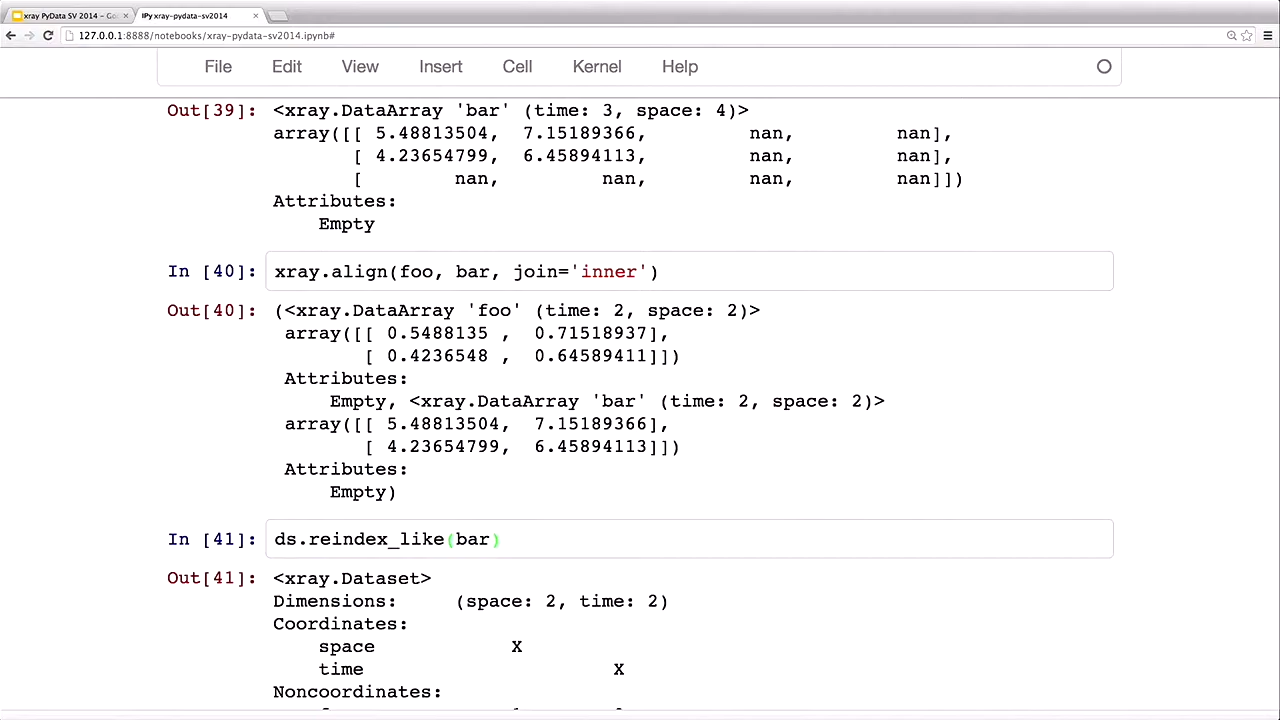 xray PyData SV 2014 - Go
IPy xray-pydata-sv2014
127.0.0.1:8888/notebooks/xray-pydata-sv2014.ipynb#
File Edit View Insert Cell Kernel Help
Out[39]: <xray.DataArray 'bar' (time: 3, space: 4)>
array([[ 5.48813504, 7.15189366, nan, nan],
[ 4.23654799, 6.45894113, nan, nan],
[ nan, nan, nan, nan]])
Attributes:
Empty
In [40]: xray.align(foo, bar, join='inner')
Out[40]: (<xray.DataArray 'foo' (time: 2, space: 2)>
array([[ 0.5488135 , 0.71518937],
[ 0.4236548 , 0.64589411]])
Attributes:
Empty, <xray.DataArray 'bar' (time: 2, space: 2)>
array([[ 5.48813504, 7.15189366],
[ 4.23654799, 6.45894113]])
Attributes:
Empty)
In [41]: ds.reindex_like(bar)
Out[41]: <xray.Dataset>
Dimensions: (space: 2, time: 2)
Coordinates:
space X
time X
Noncoordinates: